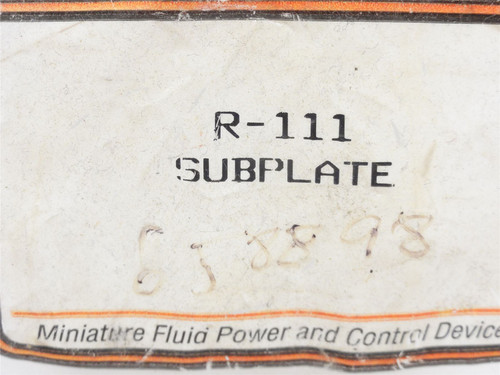 R-111
SUBPLATE
Miniature Fluid Power and Control Device